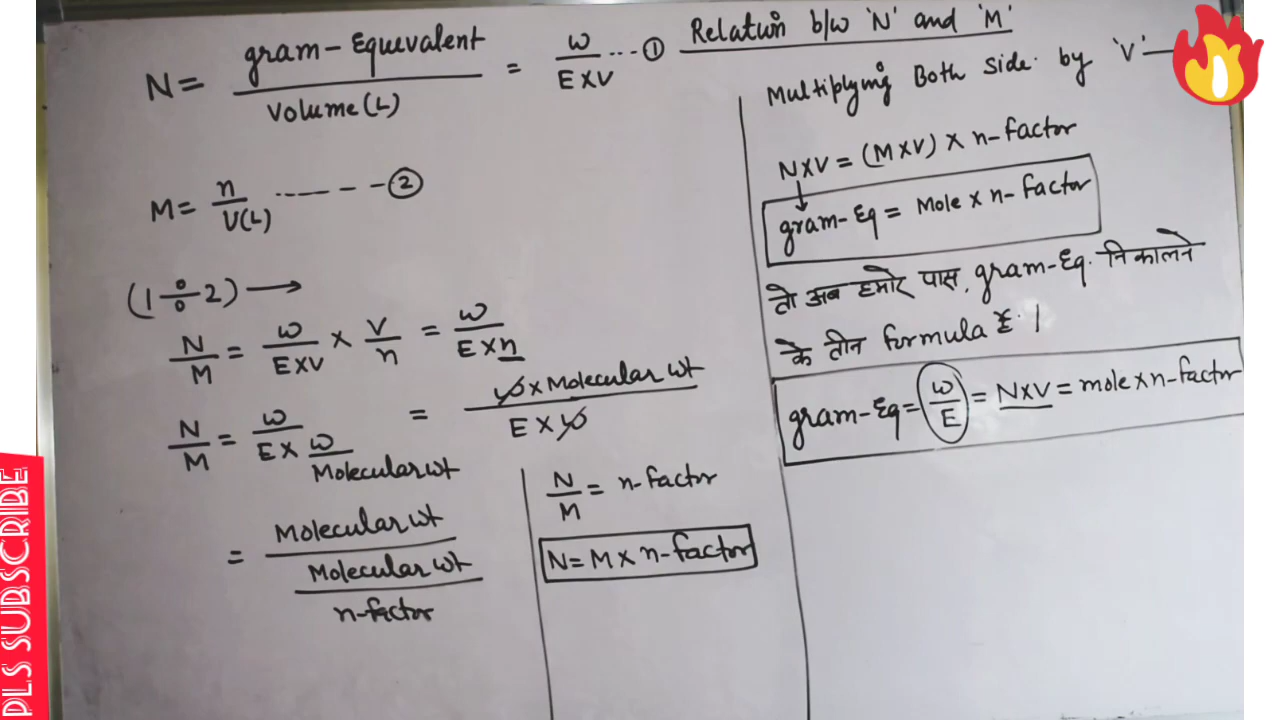 Relation b/w 'N' and 'M'
N = gram-Equivalent / Volume(L) = w / E×V ... ①
M = n / V(L) ------- ②
(1 ÷ 2) →
N/M = w / E×V × V/n = w / E×n
N/M = w / E× w / Molecular wt = w × Molecular wt / E × w
= Molecular wt / Molecular wt / n-factor
N/M = n-factor
N = M × n-factor
Multiplying Both side by 'V' —
N×V = (M×V) × n-factor
gram-Eq = Mole × n-factor
तो अब हमारे पास, gram-Eq. निकालने
के तीन formula है. |
gram-Eq = w/E = N×V = mole × n-factor
PLS SUBSCRIBE